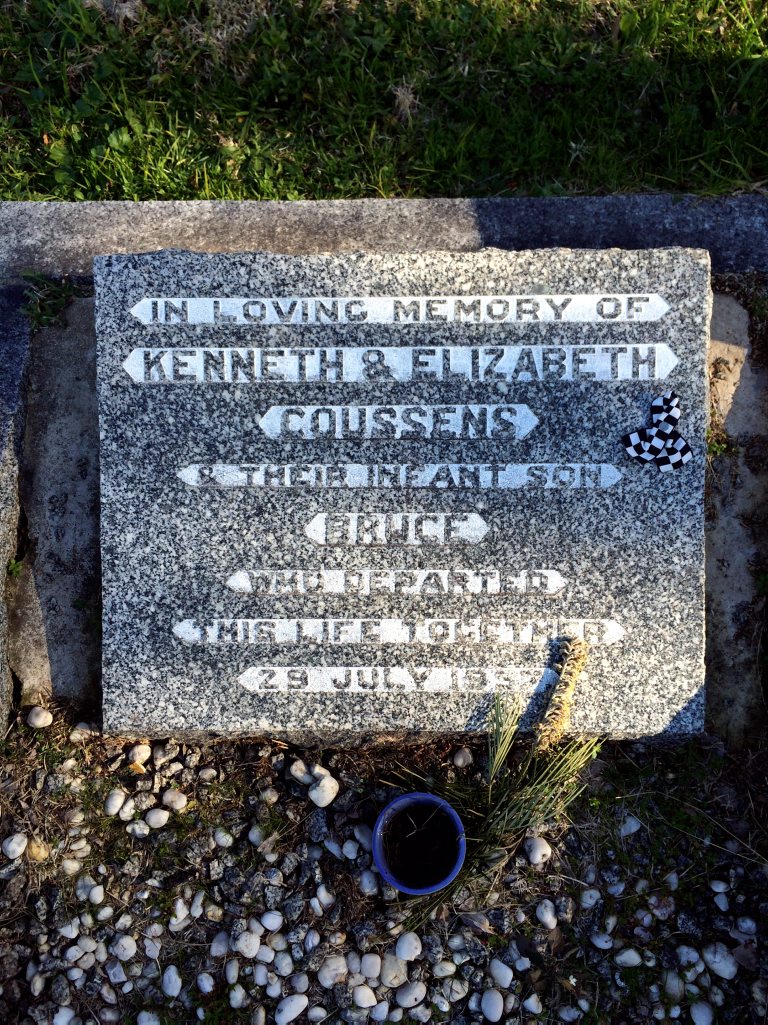 IN LOVING MEMORY OF
KENNETH & ELIZABETH
COUSSENS
& THEIR INFANT SON
BRUCE
WHO DEPARTED
THIS LIFE TOGETHER
29 JULY